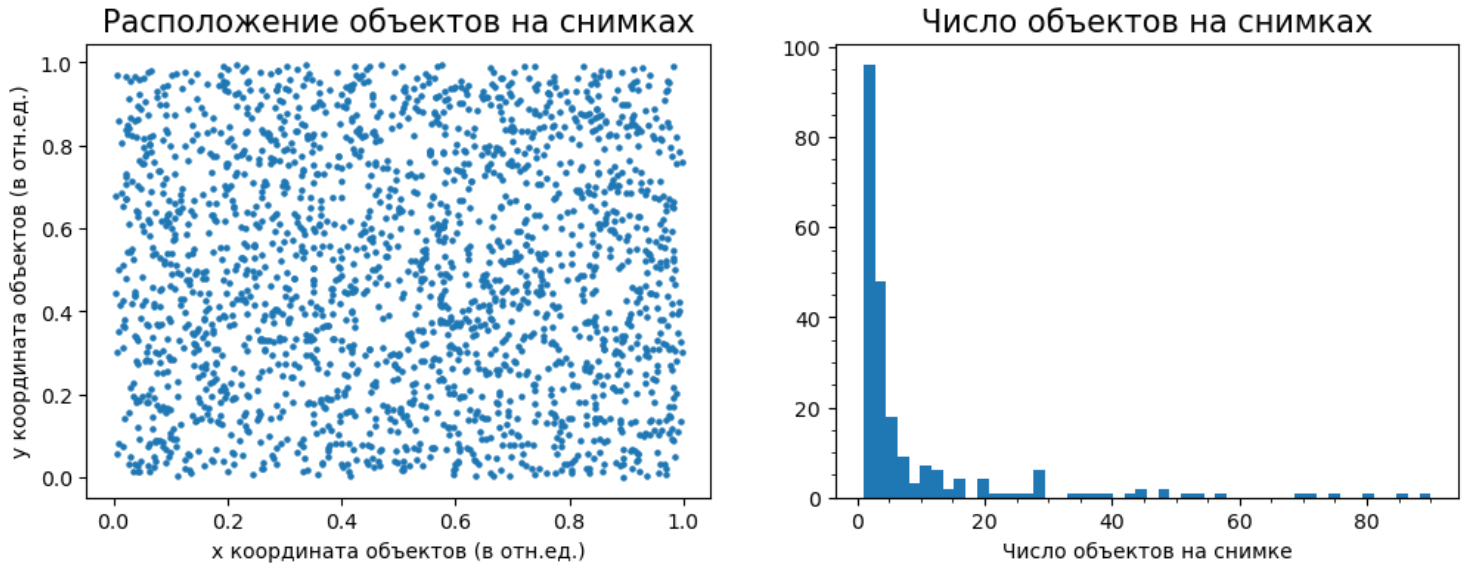 Расположение объектов на снимках
1.0
0.8
0.6
0.4
0.2
0.0
y координата объектов (в отн.ед.)
0.0 0.2 0.4 0.6 0.8 1.0
x координата объектов (в отн.ед.)
Число объектов на снимках
100
80
60
40
20
0
0 20 40 60 80
Число объектов на снимке